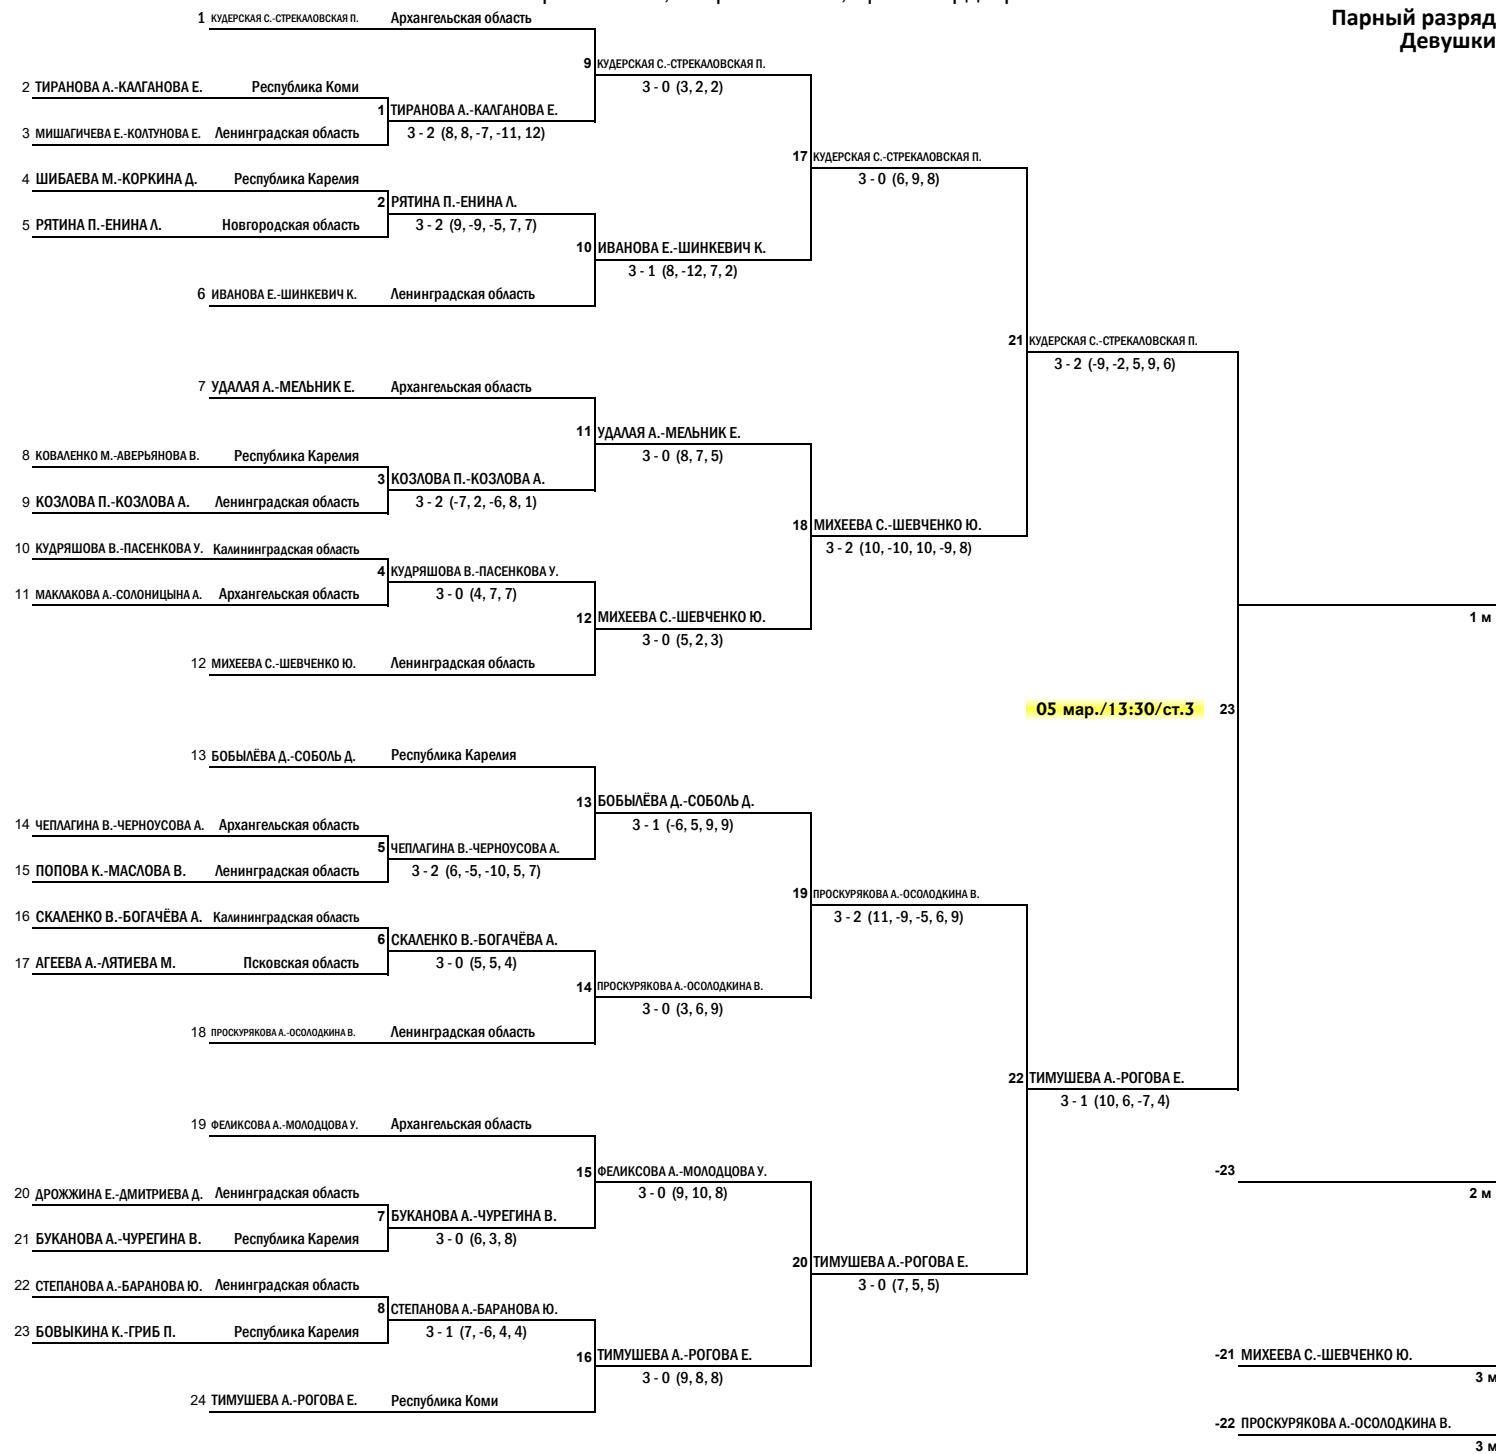 Парный разряд
Девушки
1 КУДЕРСКАЯ С.-СТРЕКАЛОВСКАЯ П. Архангельская область
9 КУДЕРСКАЯ С.-СТРЕКАЛОВСКАЯ П.
3 - 0 (3, 2, 2)
2 ТИРАНОВА А.-КАЛГАНОВА Е. Республика Коми
1 ТИРАНОВА А.-КАЛГАНОВА Е.
3 МИШАГИЧЕВА Е.-КОЛТУНОВА Е. Ленинградская область
3 - 2 (8, 8, -7, -11, 12)
17 КУДЕРСКАЯ С.-СТРЕКАЛОВСКАЯ П.
3 - 0 (6, 9, 8)
4 ШИБАЕВА М.-КОРКИНА Д. Республика Карелия
2 РЯТИНА П.-ЕНИНА Л.
5 РЯТИНА П.-ЕНИНА Л. Новгородская область
3 - 2 (9, -9, -5, 7, 7)
10 ИВАНОВА Е.-ШИНКЕВИЧ К.
3 - 1 (8, -12, 7, 2)
6 ИВАНОВА Е.-ШИНКЕВИЧ К. Ленинградская область
21 КУДЕРСКАЯ С.-СТРЕКАЛОВСКАЯ П.
3 - 2 (-9, -2, 5, 9, 6)
7 УДАЛАЯ А.-МЕЛЬНИК Е. Архангельская область
11 УДАЛАЯ А.-МЕЛЬНИК Е.
3 - 0 (8, 7, 5)
8 КОВАЛЕНКО М.-АВЕРЬЯНОВА В. Республика Карелия
3 КОЗЛОВА П.-КОЗЛОВА А.
9 КОЗЛОВА П.-КОЗЛОВА А. Ленинградская область
3 - 2 (-7, 2, -6, 8, 1)
18 МИХЕЕВА С.-ШЕВЧЕНКО Ю.
3 - 2 (10, -10, 10, -9, 8)
10 КУДРЯШОВА В.-ПАСЕНКОВА У. Калининградская область
4 КУДРЯШОВА В.-ПАСЕНКОВА У.
11 МАКЛАКОВА А.-СОЛОНИЦЫНА А. Архангельская область
3 - 0 (4, 7, 7)
12 МИХЕЕВА С.-ШЕВЧЕНКО Ю.
3 - 0 (5, 2, 3)
1 м
12 МИХЕЕВА С.-ШЕВЧЕНКО Ю. Ленинградская область
05 мар./13:30/ст.3 23
13 БОБЫЛЁВА Д.-СОБОЛЬ Д. Республика Карелия
13 БОБЫЛЁВА Д.-СОБОЛЬ Д.
3 - 1 (-6, 5, 9, 9)
14 ЧЕПЛАГИНА В.-ЧЕРНОУСОВА А. Архангельская область
5 ЧЕПЛАГИНА В.-ЧЕРНОУСОВА А.
15 ПОПОВА К.-МАСЛОВА В. Ленинградская область
3 - 2 (6, -5, -10, 5, 7)
19 ПРОСКУРЯКОВА А.-ОСОЛОДКИНА В.
3 - 2 (11, -9, -5, 6, 9)
16 СКАЛЕНКО В.-БОГАЧЁВА А. Калининградская область
6 СКАЛЕНКО В.-БОГАЧЁВА А.
17 АГЕЕВА А.-ЛЯТИЕВА М. Псковская область
3 - 0 (5, 5, 4)
14 ПРОСКУРЯКОВА А.-ОСОЛОДКИНА В.
3 - 0 (3, 6, 9)
18 ПРОСКУРЯКОВА А.-ОСОЛОДКИНА В. Ленинградская область
22 ТИМУШЕВА А.-РОГОВА Е.
3 - 1 (10, 6, -7, 4)
19 ФЕЛИКСОВА А.-МОЛОДЦОВА У. Архангельская область
15 ФЕЛИКСОВА А.-МОЛОДЦОВА У.
-23
3 - 0 (9, 10, 8)
2 м
20 ДРОЖЖИНА Е.-ДМИТРИЕВА Д. Ленинградская область
7 БУКАНОВА А.-ЧУРЕГИНА В.
21 БУКАНОВА А.-ЧУРЕГИНА В. Республика Карелия
3 - 0 (6, 3, 8)
20 ТИМУШЕВА А.-РОГОВА Е.
3 - 0 (7, 5, 5)
22 СТЕПАНОВА А.-БАРАНОВА Ю. Ленинградская область
8 СТЕПАНОВА А.-БАРАНОВА Ю.
23 БОВЫКИНА К.-ГРИБ П. Республика Карелия
3 - 1 (7, -6, 4, 4)
16 ТИМУШЕВА А.-РОГОВА Е.
3 - 0 (9, 8, 8)
-21 МИХЕЕВА С.-ШЕВЧЕНКО Ю.
3 м
24 ТИМУШЕВА А.-РОГОВА Е. Республика Коми
-22 ПРОСКУРЯКОВА А.-ОСОЛОДКИНА В.
3 м